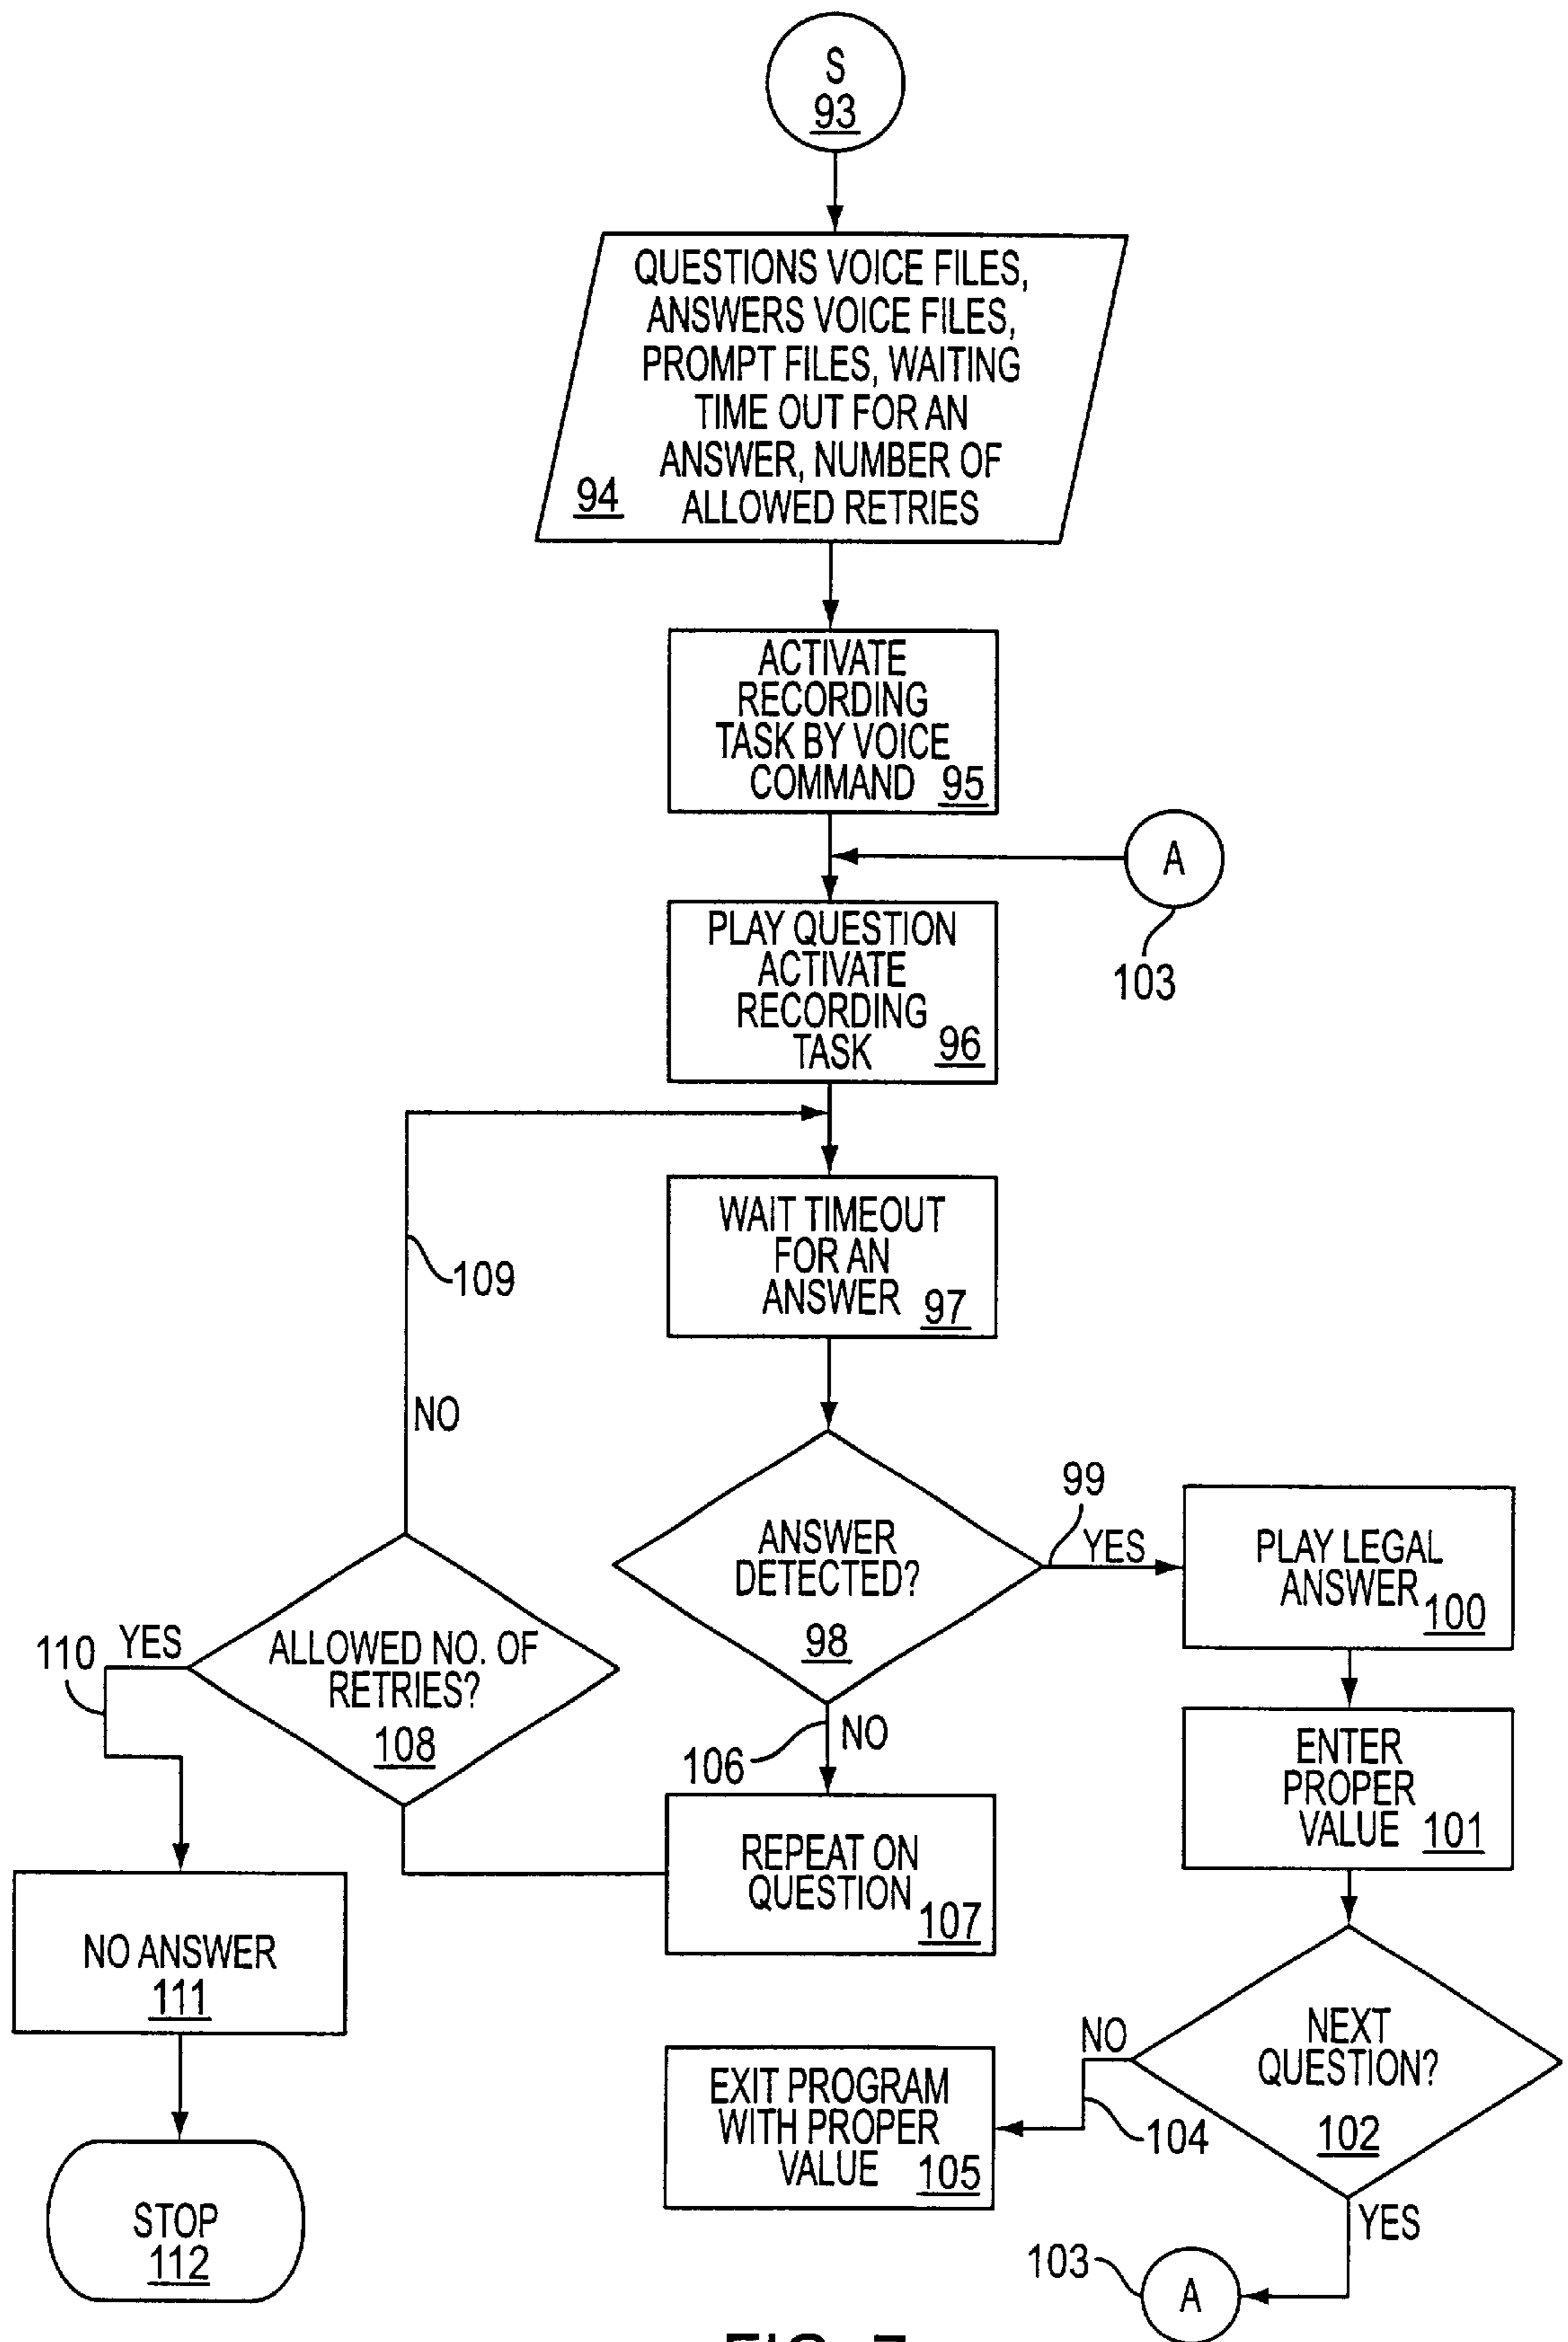 S
93
QUESTIONS VOICE FILES,
ANSWERS VOICE FILES,
PROMPT FILES, WAITING
TIME OUT FOR AN
ANSWER, NUMBER OF
94 ALLOWED RETRIES
ACTIVATE
RECORDING
TASK BY VOICE
COMMAND 95
A
103
PLAY QUESTION
ACTIVATE
RECORDING
TASK 96
WAIT TIMEOUT
FOR AN
ANSWER 97
109
NO
ANSWER
DETECTED?
98
99
YES
PLAY LEGAL
ANSWER 100
110
YES
ALLOWED NO. OF
RETRIES?
108
106
NO
ENTER
PROPER
VALUE 101
REPEAT ON
QUESTION 107
NO ANSWER
111
NEXT
QUESTION?
102
NO
104
EXIT PROGRAM
WITH PROPER
VALUE 105
YES
STOP
112
103
A